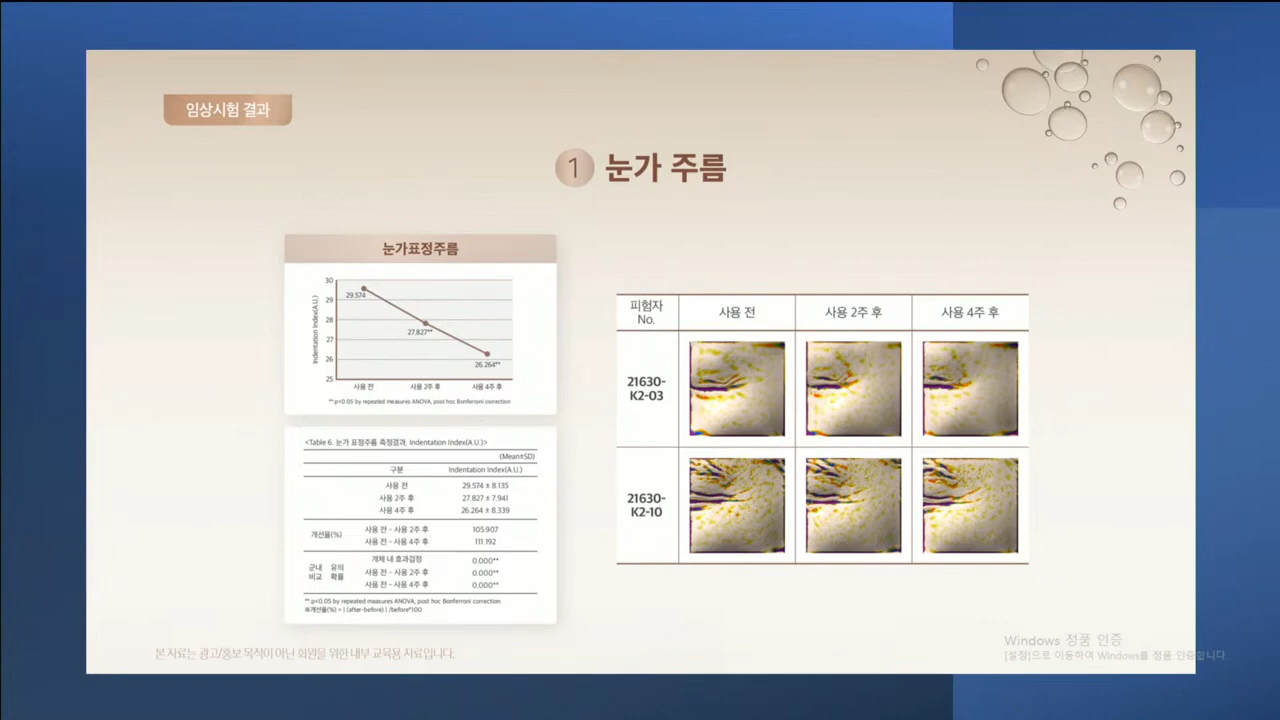 임상시험 결과
1 눈가 주름
눈가표정주름
Indentation Index(A.U.)
30
29
28
27
26
25
29.574
27.827**
26.264**
사용 전 사용 2주 후 사용 4주 후
**:p<0.05 by repeated measures ANOVA, post hoc Bonferroni correction
<Table 6. 눈가 표정주름 측정결과, Indentation Index(A.U.)>
(Mean±SD)
구분 Indentation Index(A.U.)
사용 전 29.574 ± 8.135
사용 2주 후 27.827 ± 7.941
사용 4주 후 26.264 ± 8.339
개선율(%)
사용 전 - 사용 2주 후 105.907
사용 전 - 사용 4주 후 111.192
군내 비교 유의 확률
개체 내 효과검정 0.000**
사용 전 - 사용 2주 후 0.000**
사용 전 - 사용 4주 후 0.000**
**:p<0.05 by repeated measures ANOVA, post hoc Bonferroni correction
※개선율(%) = | (after-before) | /before*100
피험자 No. 사용 전 사용 2주 후 사용 4주 후
21630-
K2-03
21630-
K2-10
본 자료는 광고/홍보 목적이 아닌 회원을 위한 내부 교육용 자료입니다.
Windows 정품 인증
[설정]으로 이동하여 Windows를 정품 인증합니다.